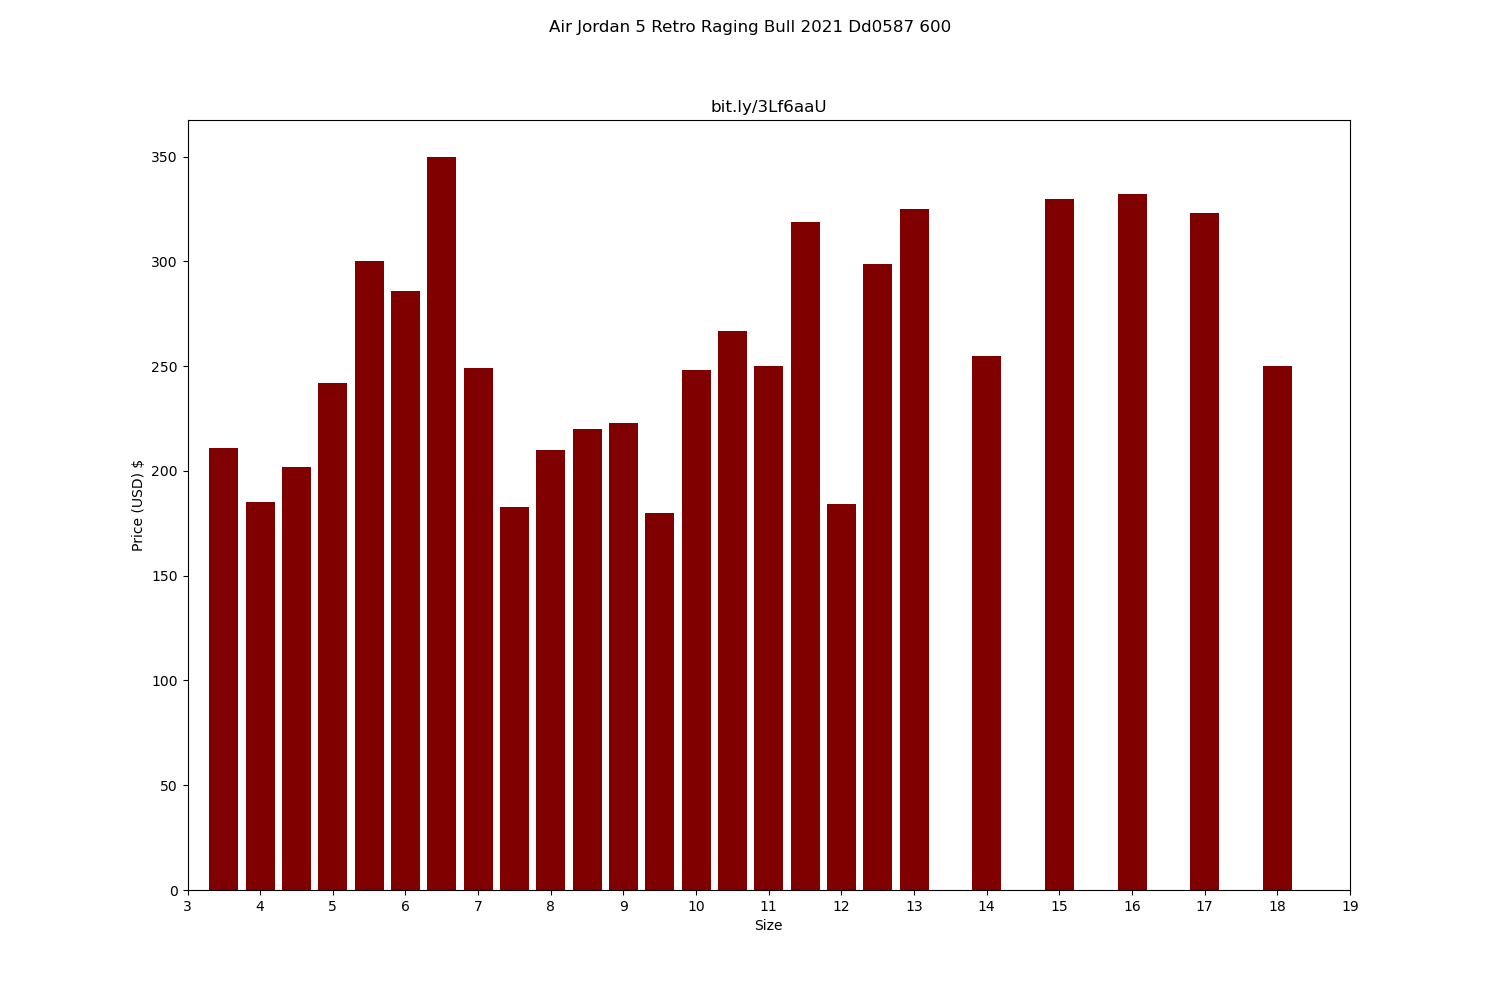 Air Jordan 5 Retro Raging Bull 2021 Dd0587 600
bit.ly/3Lf6aaU
350
300
250
200
150
100
50
0
Price (USD) $
3 4 5 6 7 8 9 10 11 12 13 14 15 16 17 18 19
Size